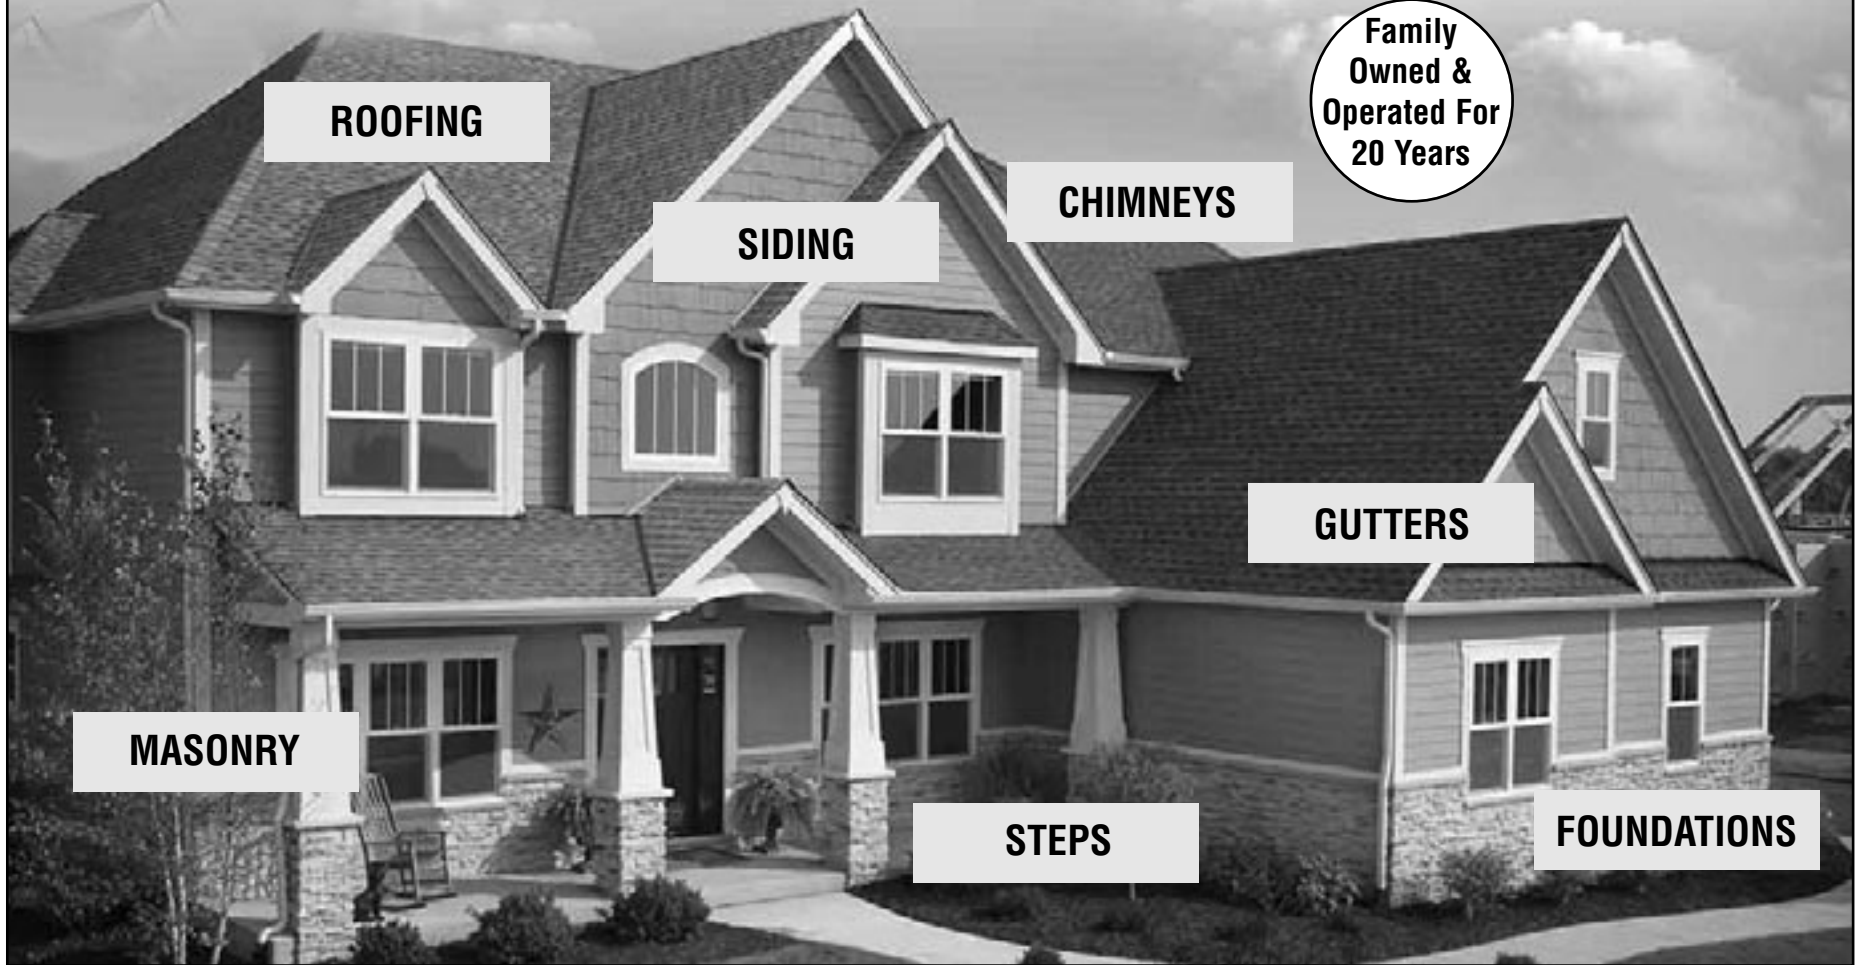 Family
Owned &
Operated For
20 Years
ROOFING
CHIMNEYS
SIDING
GUTTERS
MASONRY
STEPS
FOUNDATIONS